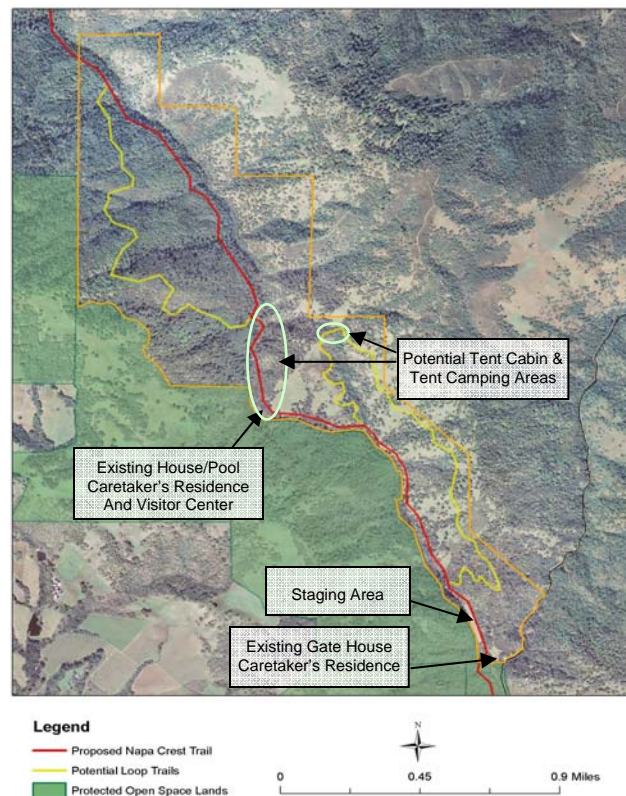 Potential Tent Cabin &
Tent Camping Areas
Existing House/Pool
Caretaker's Residence
And Visitor Center
Staging Area
Existing Gate House
Caretaker's Residence
Legend
Proposed Napa Crest Trail
Potential Loop Trails
Protected Open Space Lands
N
0 0.45 0.9 Miles